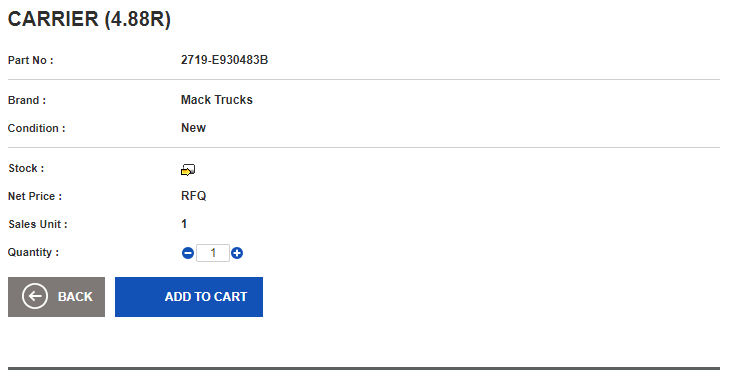 CARRIER (4.88R)
Part No : 2719-E930483B
Brand : Mack Trucks
Condition : New
Stock :
Net Price : RFQ
Sales Unit : 1
Quantity : 1
BACK ADD TO CART